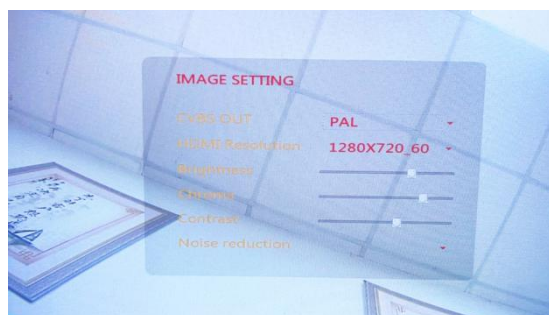 IMAGE SETTING
CVBS OUT PAL
HDMI Resolution 1280X720_60
Brightness
Chroma
Contrast
Noise reduction